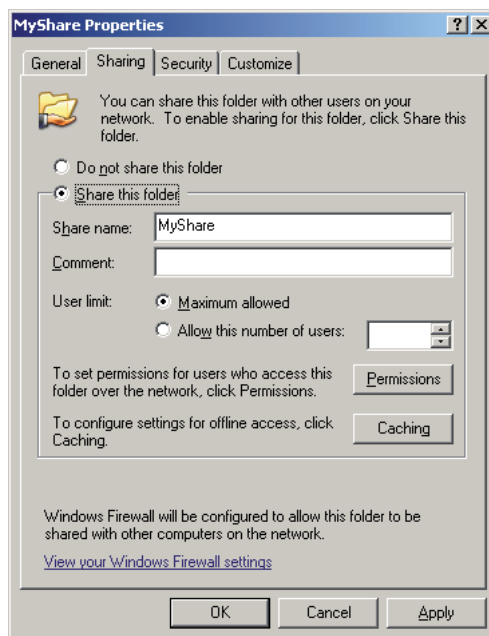 MyShare Properties
General Sharing Security Customize
You can share this folder with other users on your
network. To enable sharing for this folder, click Share this
folder.
Do not share this folder
Share this folder
Share name: MyShare
Comment:
User limit: Maximum allowed
Allow this number of users:
To set permissions for users who access this
folder over the network, click Permissions.
Permissions
To configure settings for offline access, click
Caching.
Caching
Windows Firewall will be configured to allow this folder to be
shared with other computers on the network.
View your Windows Firewall settings
OK Cancel Apply